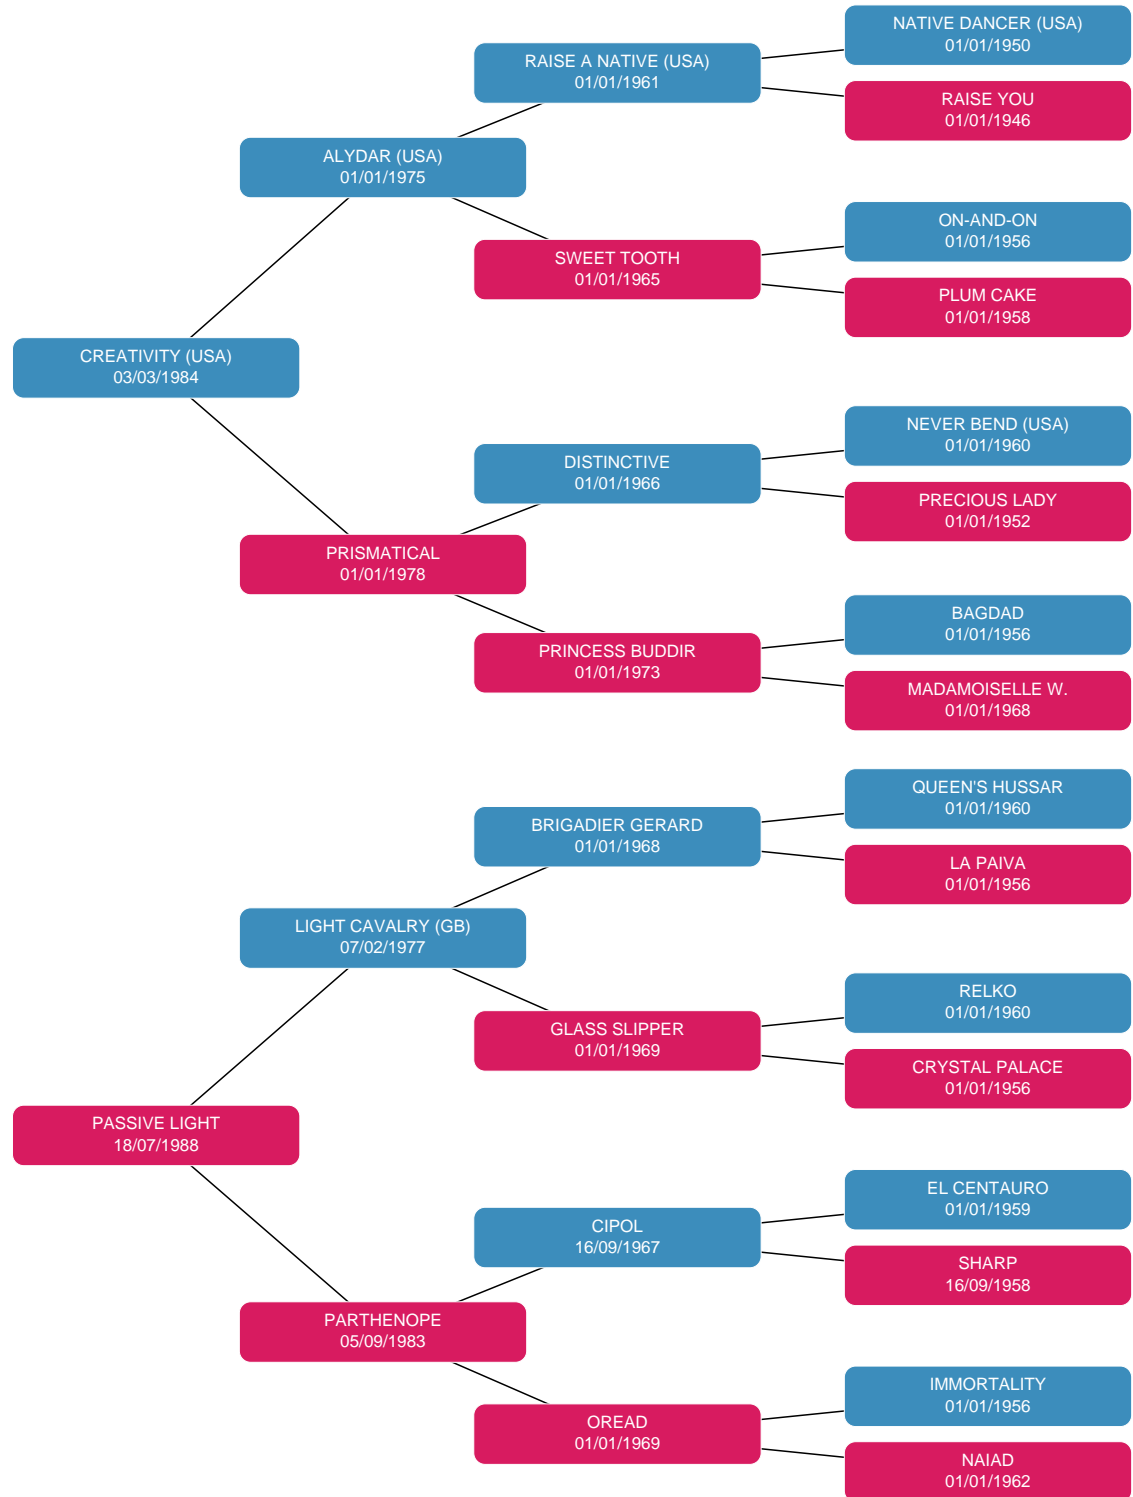 NATIVE DANCER (USA)
01/01/1950
RAISE A NATIVE (USA)
01/01/1961
RAISE YOU
01/01/1946
ALYDAR (USA)
01/01/1975
ON-AND-ON
01/01/1956
SWEET TOOTH
01/01/1965
PLUM CAKE
01/01/1958
CREATIVITY (USA)
03/03/1984
NEVER BEND (USA)
01/01/1960
DISTINCTIVE
01/01/1966
PRECIOUS LADY
01/01/1952
PRISMATICAL
01/01/1978
BAGDAD
01/01/1956
PRINCESS BUDDIR
01/01/1973
MADAMOISELLE W.
01/01/1968
QUEEN'S HUSSAR
01/01/1960
BRIGADIER GERARD
01/01/1968
LA PAIVA
01/01/1956
LIGHT CAVALRY (GB)
07/02/1977
RELKO
01/01/1960
GLASS SLIPPER
01/01/1969
CRYSTAL PALACE
01/01/1956
PASSIVE LIGHT
18/07/1988
EL CENTAURO
01/01/1959
CIPOL
16/09/1967
SHARP
16/09/1958
PARTHENOPE
05/09/1983
IMMORTALITY
01/01/1956
OREAD
01/01/1969
NAIAD
01/01/1962